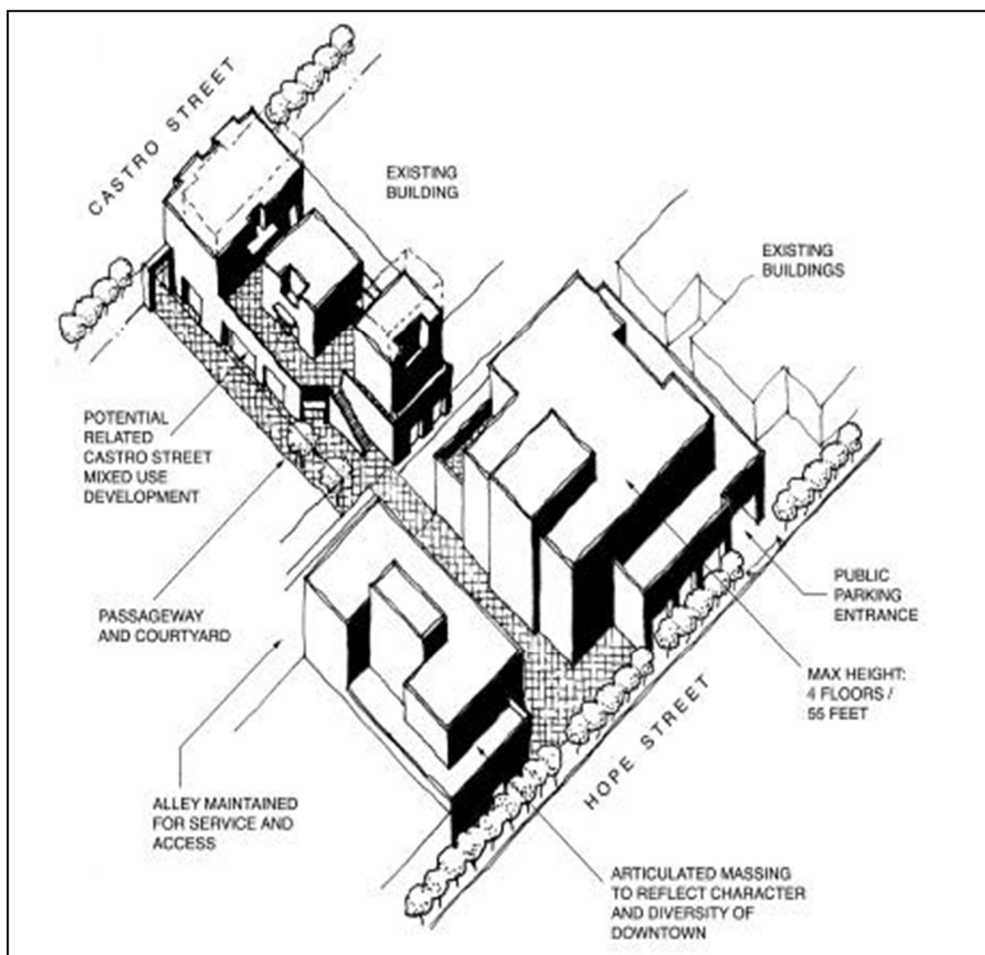 CASTRO STREET
EXISTING
BUILDING
EXISTING
BUILDINGS
POTENTIAL
RELATED
CASTRO STREET
MIXED USE
DEVELOPMENT
PASSAGEWAY
AND COURTYARD
PUBLIC
PARKING
ENTRANCE
MAX HEIGHT:
4 FLOORS /
55 FEET
HOPE STREET
ALLEY MAINTAINED
FOR SERVICE AND
ACCESS
ARTICULATED MASSING
TO REFLECT CHARACTER
AND DIVERSITY OF
DOWNTOWN